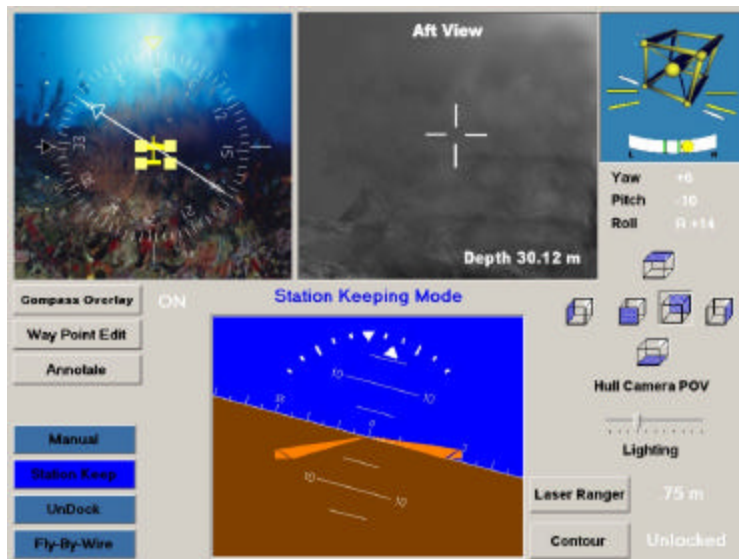 Aft View
Depth 30.12 m
Yaw +6
Pitch -10
Roll R +14
Compass Overlay ON
Way Point Edit
Annotate
Station Keeping Mode
Hull Camera POV
Lighting
Manual
Station Keep
UnDock
Fly-By-Wire
Laser Ranger .75 m
Contour Unlocked
10 10
10 10